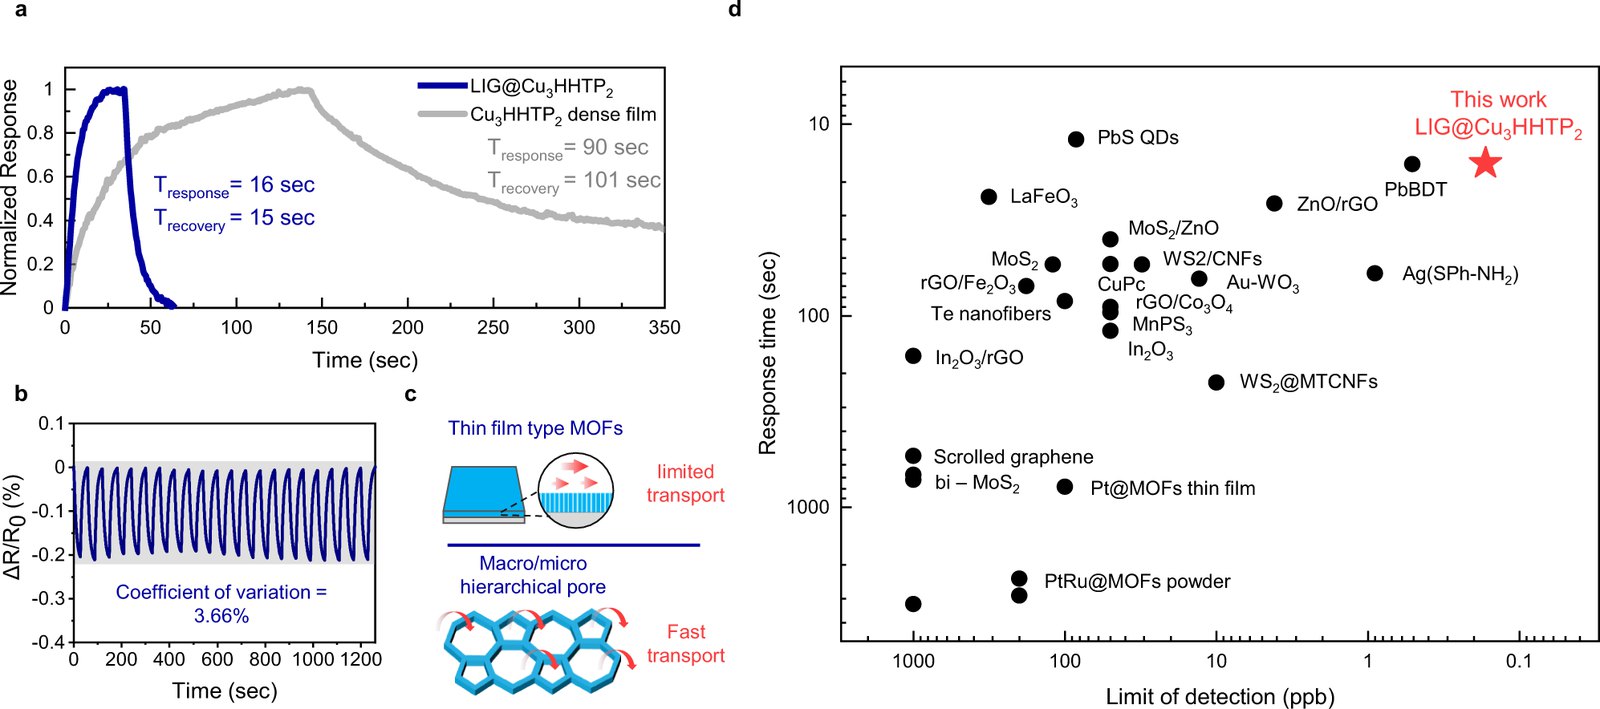 a
Normalized Response
1
0.8
0.6
0.4
0.2
0
0 50 100 150 200 250 300 350
Time (sec)
LIG@Cu₃HHTP₂
Cu₃HHTP₂ dense film
Tresponse= 90 sec
Trecovery= 101 sec
Tresponse= 16 sec
Trecovery= 15 sec
b
ΔR/R₀ (%)
0.1
0
-0.1
-0.2
-0.3
-0.4
Coefficient of variation =
3.66%
0 200 400 600 800 1000 1200
Time (sec)
c
Thin film type MOFs
limited
transport
Macro/micro
hierarchical pore
Fast
transport
d
Response time (sec)
10
100
1000
This work
LIG@Cu₃HHTP₂
PbS QDs
PbBDT
LaFeO₃
ZnO/rGO
MoS₂/ZnO
MoS₂
WS2/CNFs
Ag(SPh-NH₂)
rGO/Fe₂O₃
CuPc
Au-WO₃
Te nanofibers
rGO/Co₃O₄
MnPS₃
In₂O₃
In₂O₃/rGO
WS₂@MTCNFs
Scrolled graphene
bi – MoS₂
Pt@MOFs thin film
PtRu@MOFs powder
1000 100 10 1 0.1
Limit of detection (ppb)